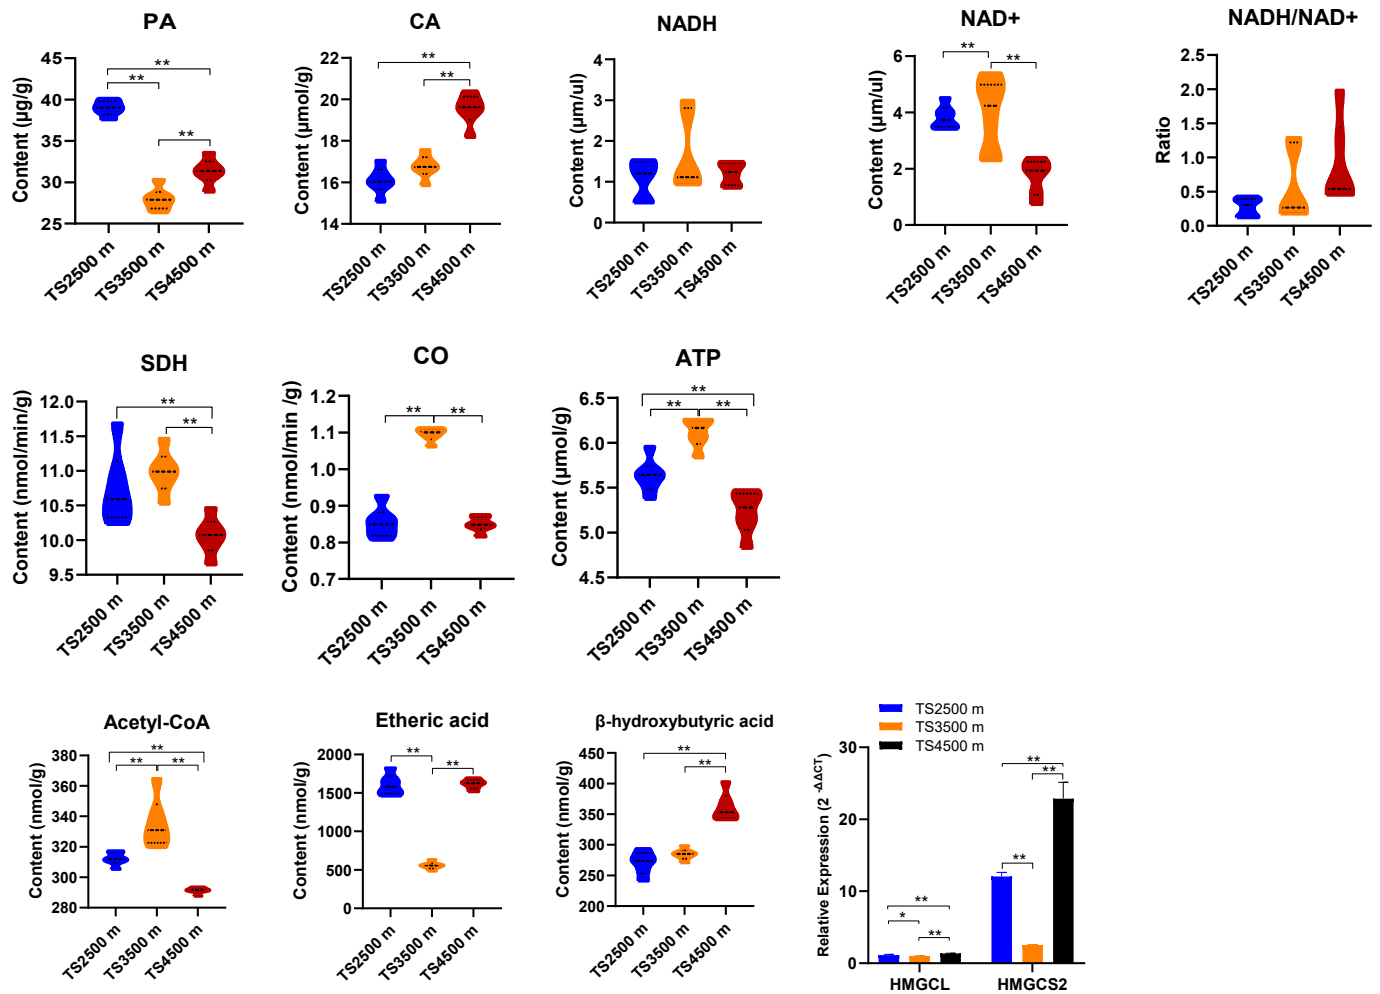 PA
Content (µg/g)
45
40
35
30
25
**
**
**
TS2500 m
TS3500 m
TS4500 m
CA
Content (µmol/g)
22
20
18
16
14
**
**
TS2500 m
TS3500 m
TS4500 m
NADH
Content (µm/ul)
4
3
2
1
0
TS2500 m
TS3500 m
TS4500 m
NAD+
Content (µm/ul)
6
4
2
0
**
**
TS2500 m
TS3500 m
TS4500 m
NADH/NAD+
Ratio
2.5
2.0
1.5
1.0
0.5
0.0
TS2500 m
TS3500 m
TS4500 m
SDH
Content (nmol/min/g)
12.0
11.5
11.0
10.5
10.0
9.5
**
**
TS2500 m
TS3500 m
TS4500 m
CO
Content (nmol/min /g)
1.2
1.1
1.0
0.9
0.8
0.7
**
**
TS2500 m
TS3500 m
TS4500 m
ATP
Content (µmol/g)
6.5
6.0
5.5
5.0
4.5
**
**
**
TS2500 m
TS3500 m
TS4500 m
Acetyl-CoA
Content (nmol/g)
380
360
340
320
300
280
**
**
**
TS2500 m
TS3500 m
TS4500 m
Etheric acid
Content (nmol/g)
2000
1500
1000
500
0
**
**
TS2500 m
TS3500 m
TS4500 m
β-hydroxybutyric acid
Content (nmol/g)
450
400
350
300
250
200
**
**
TS2500 m
TS3500 m
TS4500 m
TS2500 m
TS3500 m
TS4500 m
Relative Expression (2 -ΔΔCT)
30
20
10
0
**
*
**
**
**
**
HMGCL
HMGCS2